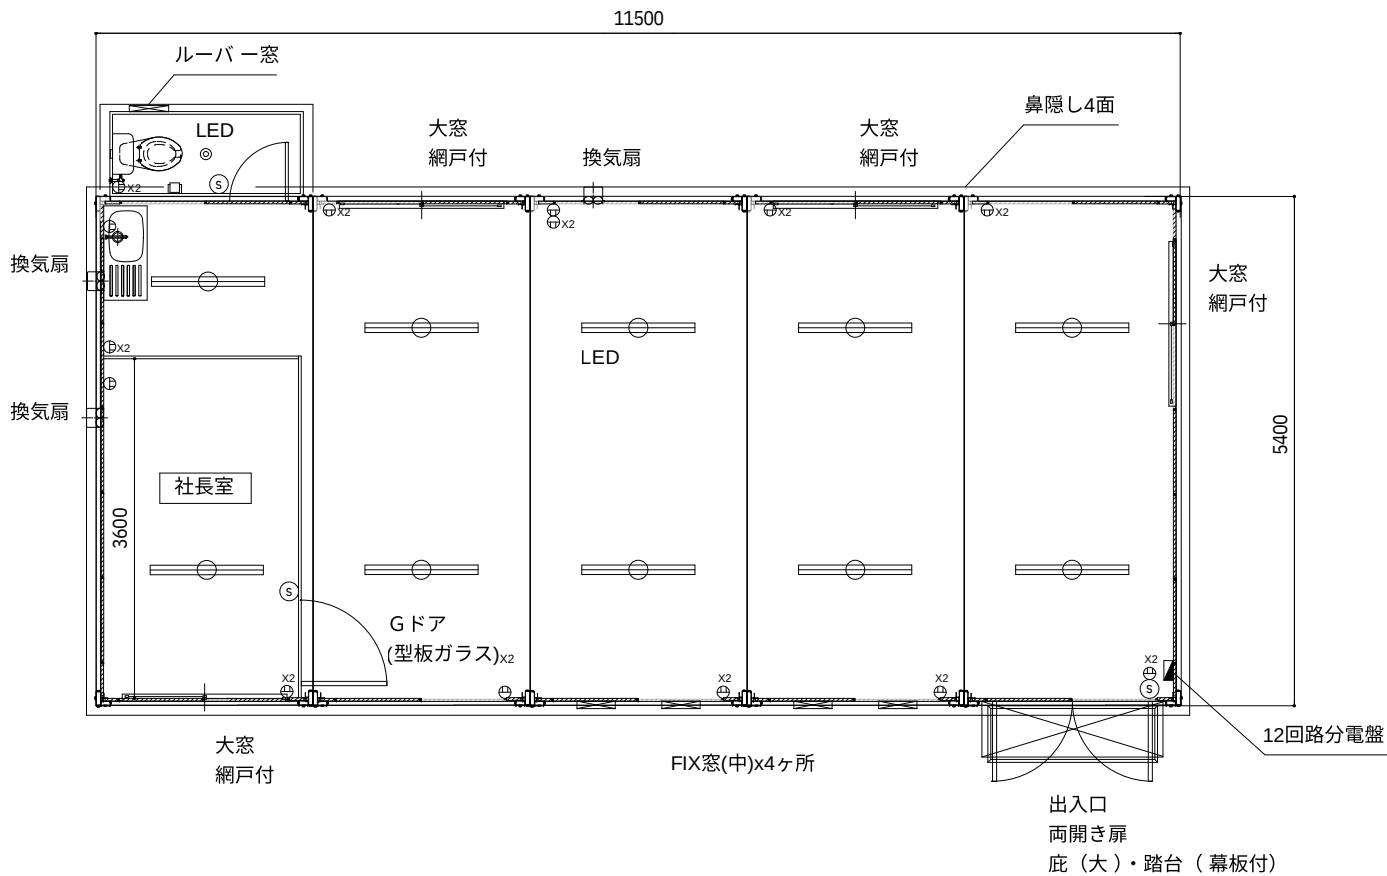 11500
ルーバー窓
鼻隠し4面
大窓
網戸付
換気扇
大窓
網戸付
LED
S
X2
X2
X2
X2
X2
換気扇
大窓
網戸付
X2
LED
換気扇
5400
社長室
3600
S
Gドア
(型板ガラス)
X2
X2
X2
X2
X2
S
12回路分電盤
大窓
網戸付
FIX窓(中)x4ヶ所
出入口
両開き扉
庇（大）・踏台（幕板付）